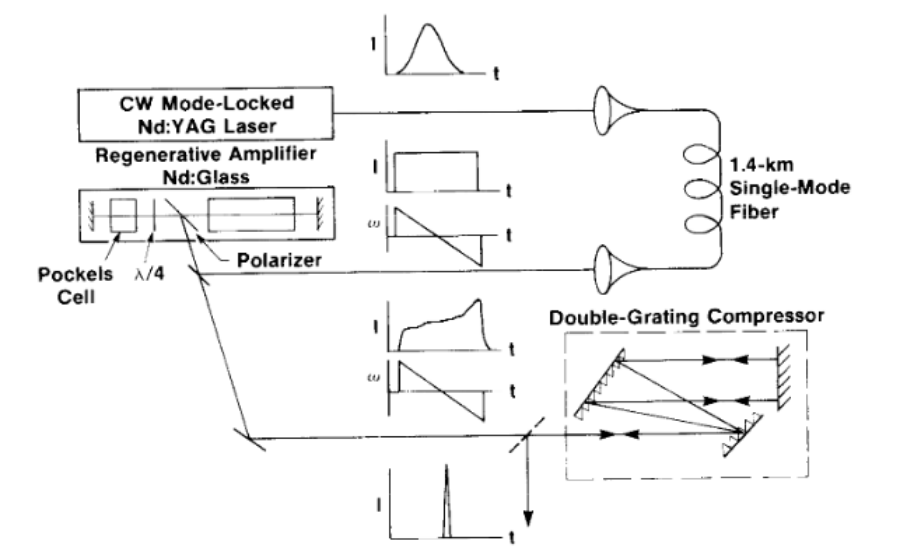 I
t
CW Mode-Locked
Nd:YAG Laser
Regenerative Amplifier
Nd:Glass
I
t
ω
t
1.4-km
Single-Mode
Fiber
Pockels
Cell
λ/4
Polarizer
I
t
ω
t
Double-Grating Compressor
I
t